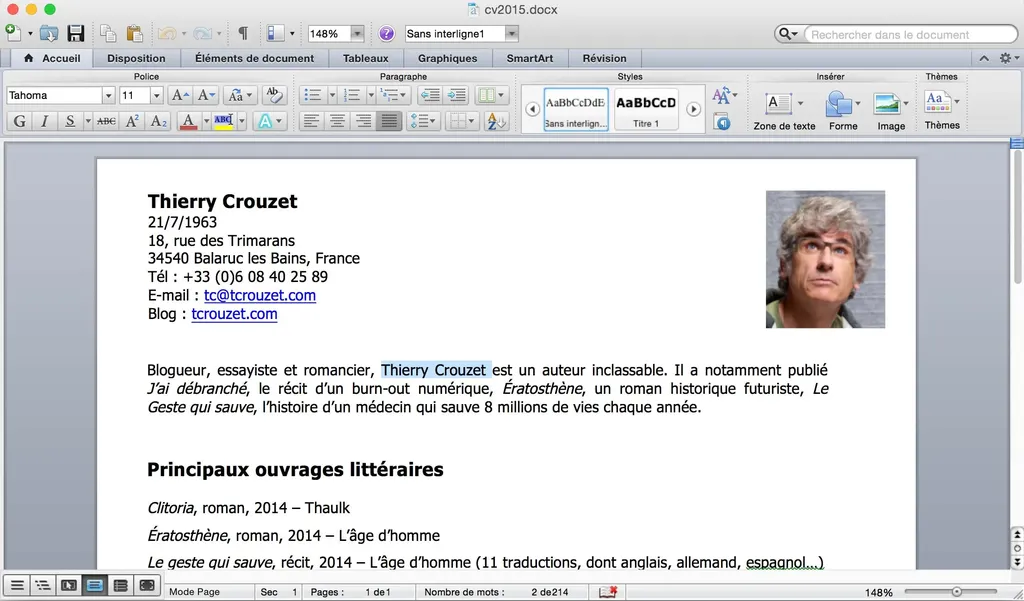 cv2015.docx
148%
Sans interligne1
Rechercher dans le document
Accueil Disposition Éléments de document Tableaux Graphiques SmartArt Révision
Police Paragraphe Styles Insérer Thèmes
Tahoma 11 A A Aa Ab
AaBbCcDdE AaBbCcD
Sans interlign... Titre 1
G I S ABC A² A₂ A ABC A
Zone de texte Forme Image Thèmes
Thierry Crouzet
21/7/1963
18, rue des Trimarans
34540 Balaruc les Bains, France
Tél : +33 (0)6 08 40 25 89
E-mail : tc@tcrouzet.com
Blog : tcrouzet.com
Blogueur, essayiste et romancier, Thierry Crouzet est un auteur inclassable. Il a notamment publié
J’ai débranché, le récit d’un burn-out numérique, Ératosthène, un roman historique futuriste, Le
Geste qui sauve, l’histoire d’un médecin qui sauve 8 millions de vies chaque année.
Principaux ouvrages littéraires
Clitoria, roman, 2014 – Thaulk
Ératosthène, roman, 2014 – L’âge d’homme
Le geste qui sauve, récit, 2014 – L’âge d’homme (11 traductions, dont anglais, allemand, espagnol...)
Mode Page Sec 1 Pages : 1 de1 Nombre de mots : 2 de214 148%